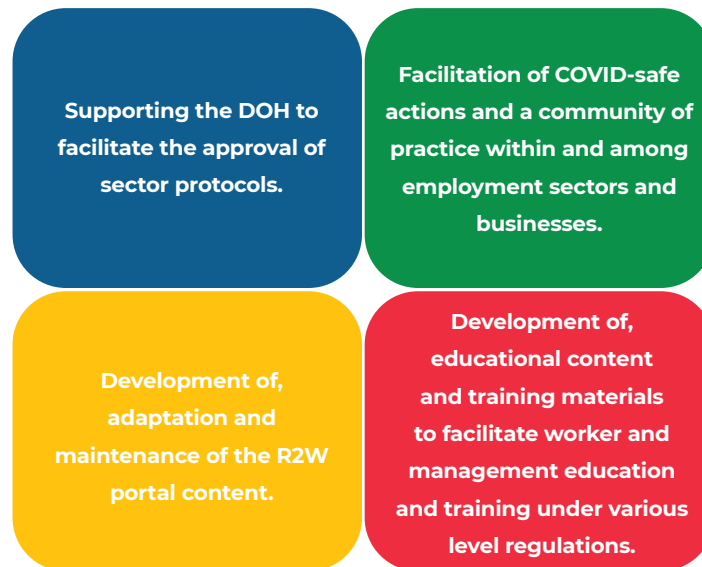 Supporting the DOH to
facilitate the approval of
sector protocols.
Facilitation of COVID-safe
actions and a community of
practice within and among
employment sectors and
businesses.
Development of,
adaptation and
maintenance of the R2W
portal content.
Development of,
educational content
and training materials
to facilitate worker and
management education
and training under various
level regulations.